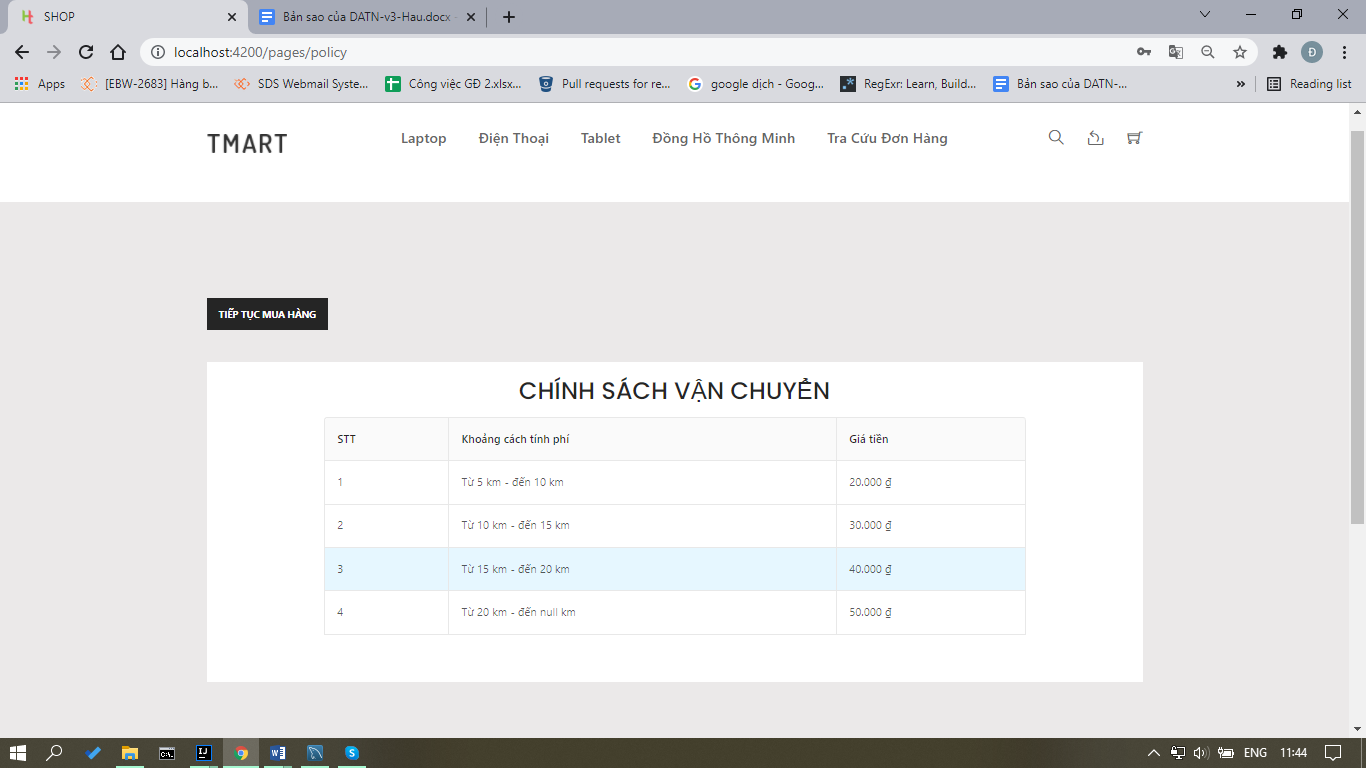 SHOP
Bản sao của DATN-v3-Hau.docx
localhost:4200/pages/policy
Đ
Apps
[EBW-2683] Hàng b...
SDS Webmail Syste...
Công việc GĐ 2.xlsx...
Pull requests for re...
google dịch - Goog...
RegExr: Learn, Build...
Bản sao của DATN-...
»
Reading list
TMART
Laptop
Điện Thoại
Tablet
Đồng Hồ Thông Minh
Tra Cứu Đơn Hàng
TIẾP TỤC MUA HÀNG
CHÍNH SÁCH VẬN CHUYỂN
STT Khoảng cách tính phí Giá tiền
1 Từ 5 km - đến 10 km 20.000 ₫
2 Từ 10 km - đến 15 km 30.000 ₫
3 Từ 15 km - đến 20 km 40.000 ₫
4 Từ 20 km - đến null km 50.000 ₫
ENG
11:44